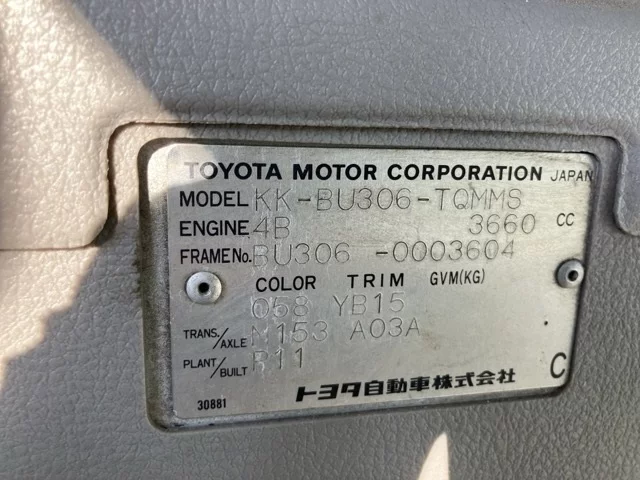 TOYOTA MOTOR CORPORATION JAPAN
MODEL KK-BU306-TQMMS
ENGINE 4B 3660 CC
FRAME No. BU306 -0003604
COLOR TRIM GVM(KG)
058 YB15
TRANS./AXLE M153 A03A
PLANT/BUILT R11
トヨタ自動車株式会社 C
30881